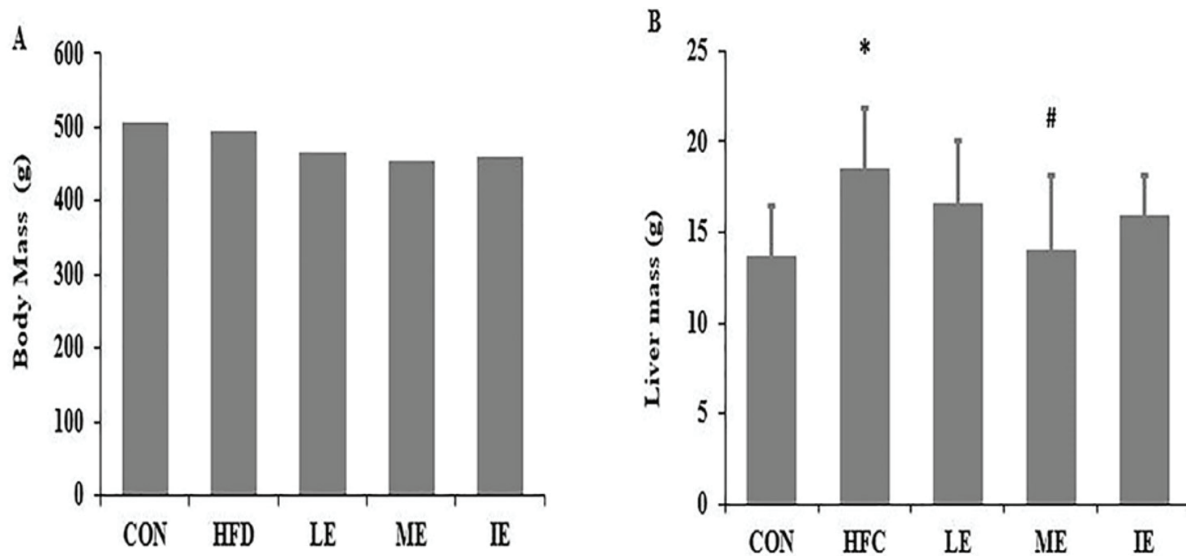 A
Body Mass (g)
600
500
400
300
200
100
0
CON HFD LE ME IE
B
Liver mass (g)
25
20
15
10
5
0
*
#
CON HFC LE ME IE